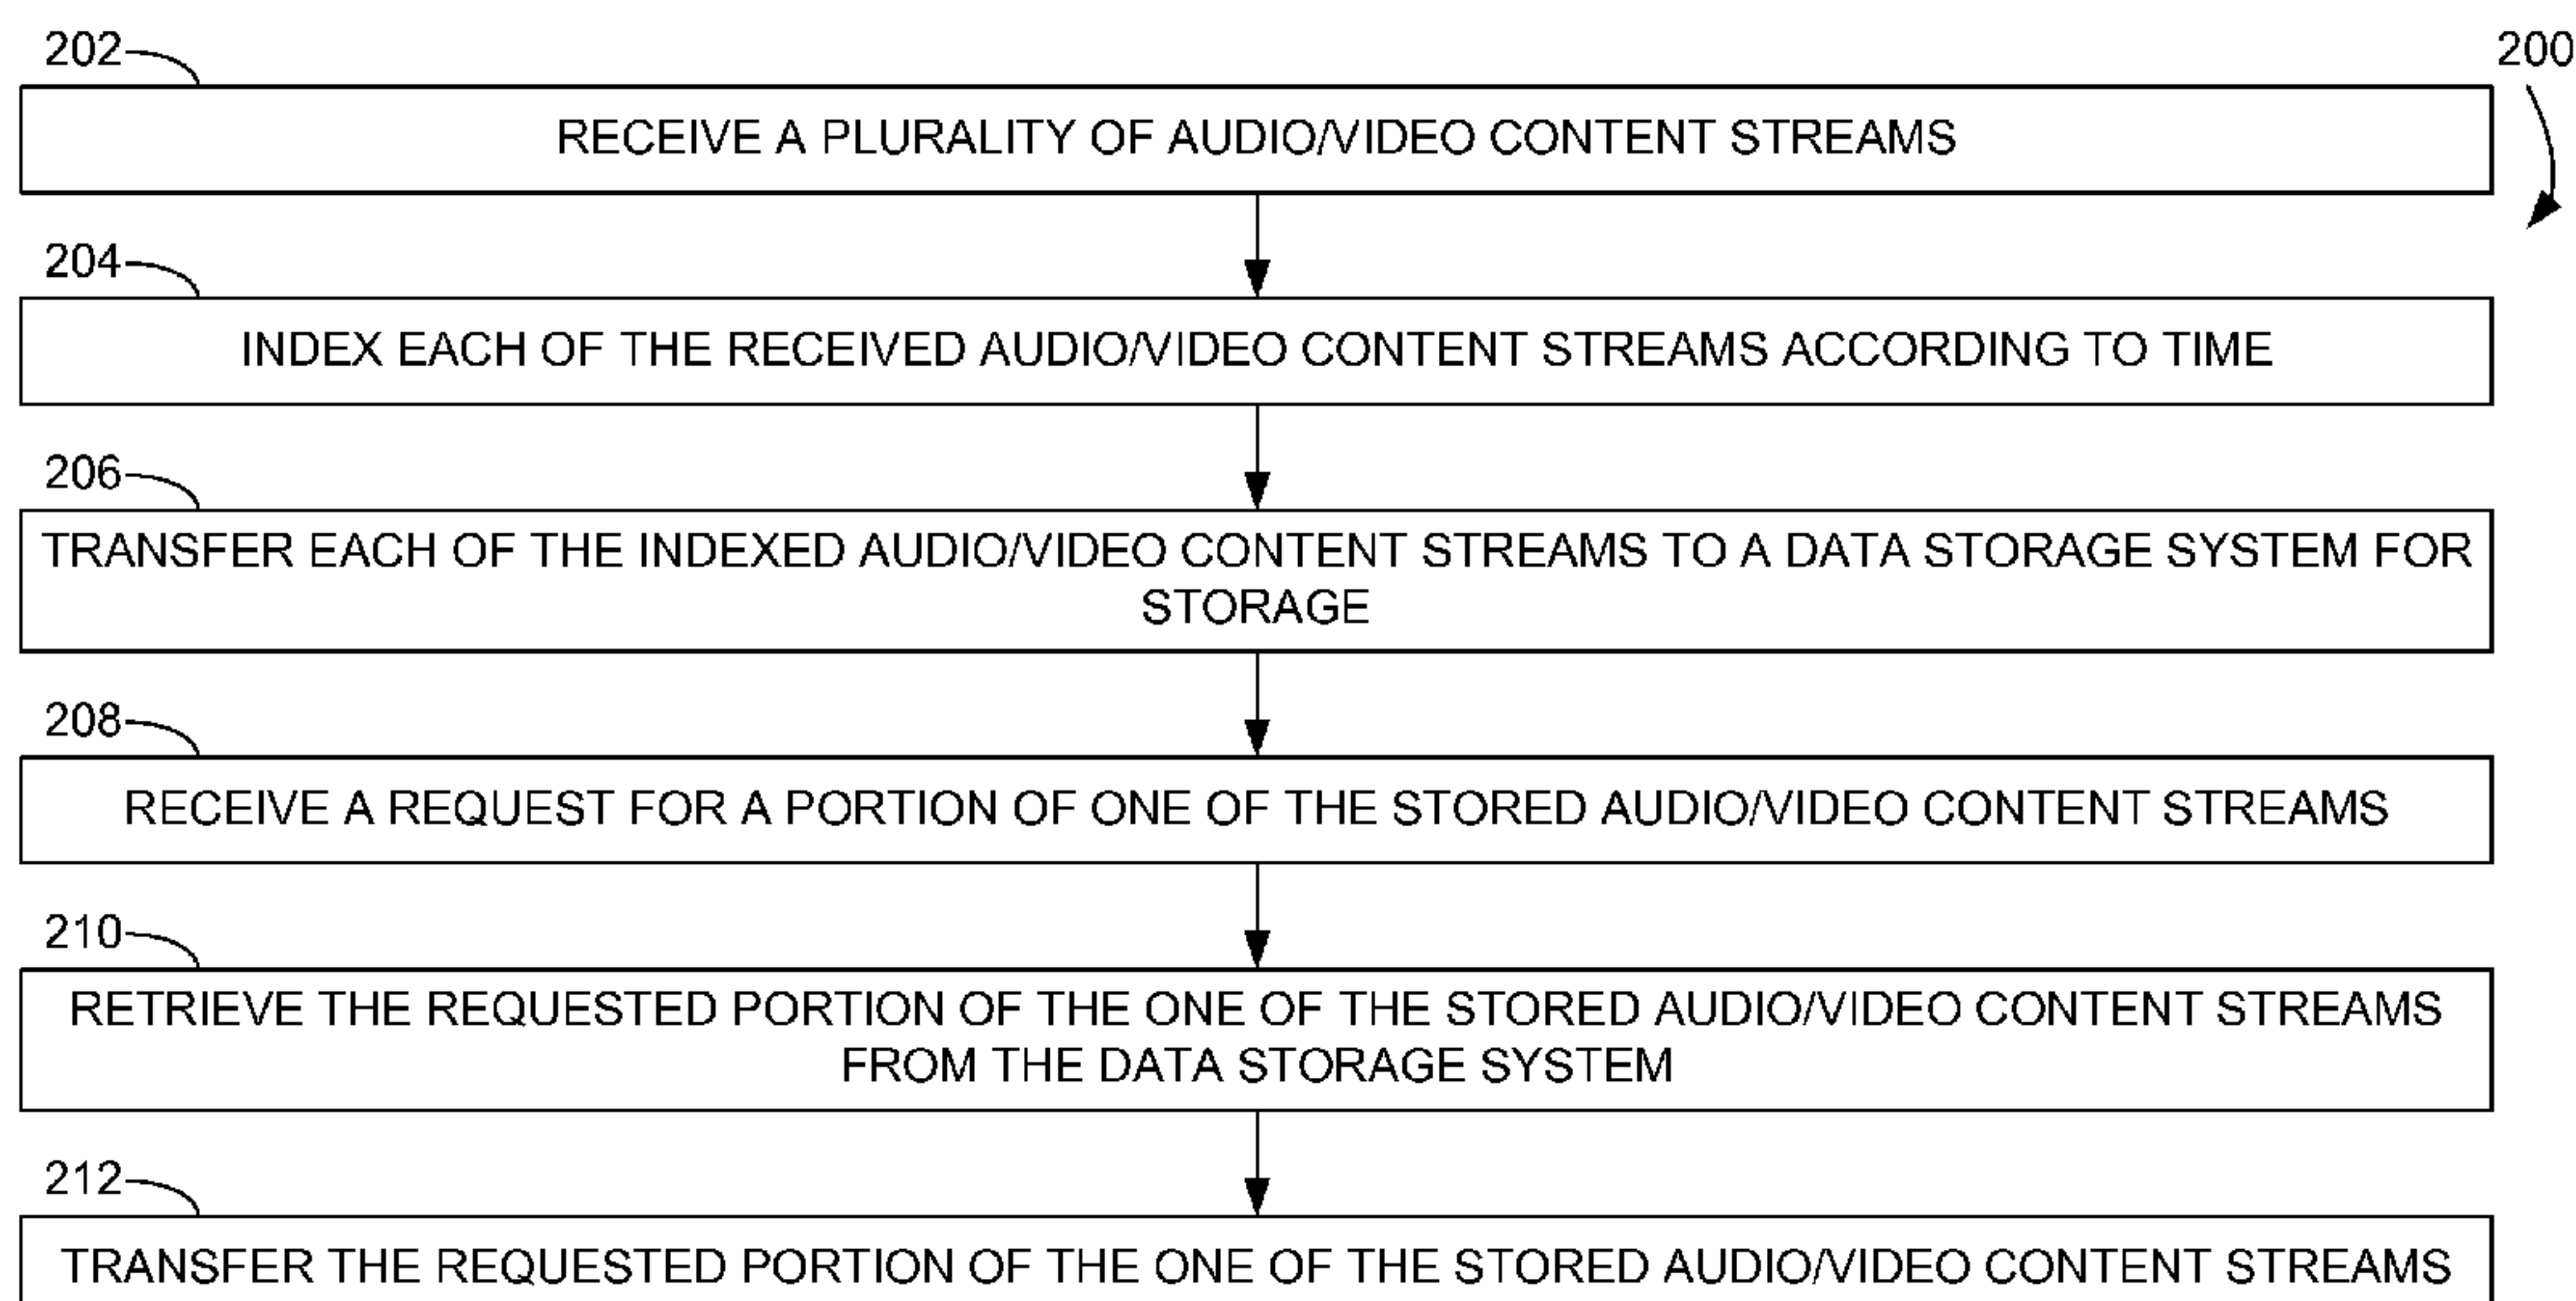 202
200
RECEIVE A PLURALITY OF AUDIO/VIDEO CONTENT STREAMS
204
INDEX EACH OF THE RECEIVED AUDIO/VIDEO CONTENT STREAMS ACCORDING TO TIME
206
TRANSFER EACH OF THE INDEXED AUDIO/VIDEO CONTENT STREAMS TO A DATA STORAGE SYSTEM FOR
STORAGE
208
RECEIVE A REQUEST FOR A PORTION OF ONE OF THE STORED AUDIO/VIDEO CONTENT STREAMS
210
RETRIEVE THE REQUESTED PORTION OF THE ONE OF THE STORED AUDIO/VIDEO CONTENT STREAMS
FROM THE DATA STORAGE SYSTEM
212
TRANSFER THE REQUESTED PORTION OF THE ONE OF THE STORED AUDIO/VIDEO CONTENT STREAMS